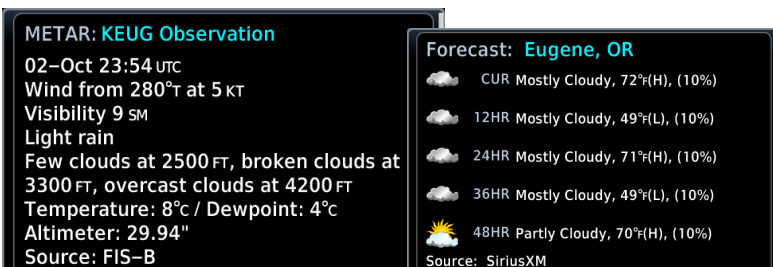 METAR: KEUG Observation
02-Oct 23:54 UTC
Wind from 280°T at 5 KT
Visibility 9 SM
Light rain
Few clouds at 2500 FT, broken clouds at
3300 FT, overcast clouds at 4200 FT
Temperature: 8°C / Dewpoint: 4°C
Altimeter: 29.94"
Source: FIS-B
Forecast: Eugene, OR
CUR Mostly Cloudy, 72°F(H), (10%)
12HR Mostly Cloudy, 49°F(L), (10%)
24HR Mostly Cloudy, 71°F(H), (10%)
36HR Mostly Cloudy, 49°F(L), (10%)
48HR Partly Cloudy, 70°F(H), (10%)
Source: SiriusXM